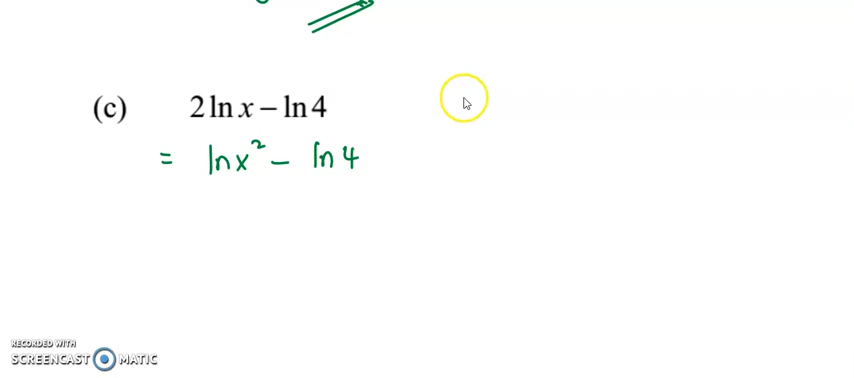 (c) 2 ln x − ln 4
= ln x² − ln 4
RECORDED WITH
SCREENCAST MATIC